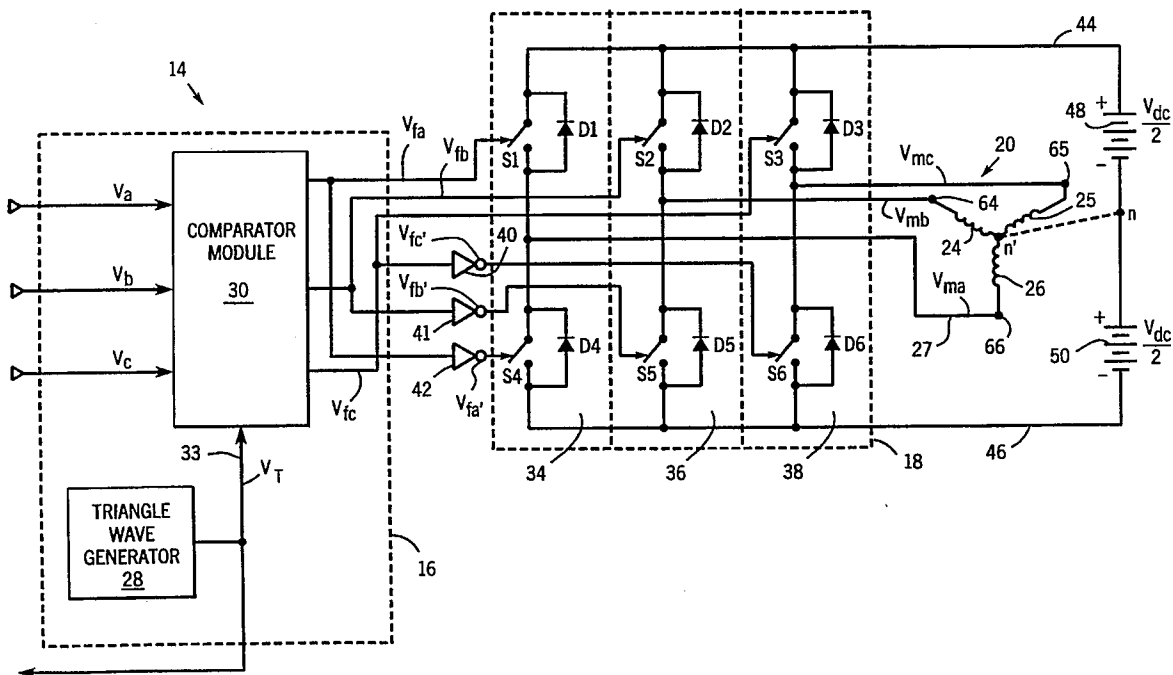 14
44
V_fa
V_fb
D1
D2
D3
S1
S2
S3
+
48
-
V_dc
2
20
65
V_mc
V_a
COMPARATOR
MODULE
30
64
V_mb
24
25
n
n'
V_fc'
40
V_b
V_fb'
41
26
V_ma
27
66
+
50
-
V_dc
2
V_c
V_fc
42
V_fa'
S4
D4
S5
D5
S6
D6
33
V_T
34
36
38
18
46
TRIANGLE
WAVE
GENERATOR
28
16